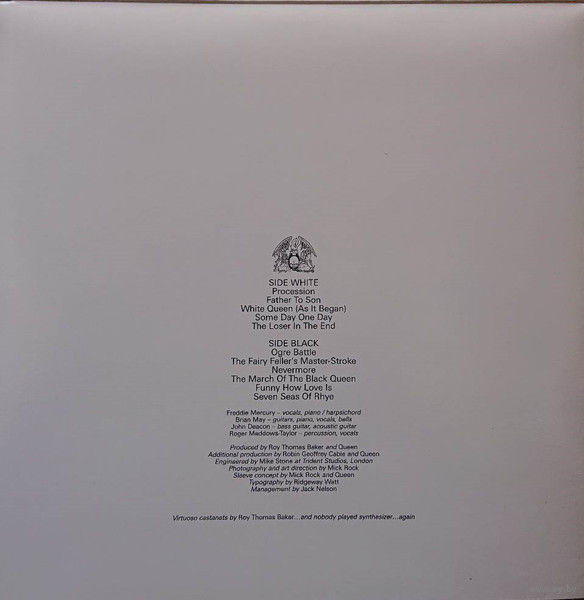 SIDE WHITE
Procession
Father To Son
White Queen (As It Began)
Some Day One Day
The Loser In The End
SIDE BLACK
Ogre Battle
The Fairy Feller's Master-Stroke
Nevermore
The March Of The Black Queen
Funny How Love Is
Seven Seas Of Rhye
Freddie Mercury – vocals, piano / harpsichord
Brian May – guitars, piano, vocals, bells
John Deacon – bass guitar, acoustic guitar
Roger Meddows-Taylor – percussion, vocals
Produced by Roy Thomas Baker and Queen
Additional production by Robin Geoffrey Cable and Queen
Engineered by Mike Stone at Trident Studios, London
Photography and art direction by Mick Rock
Sleeve concept by Mick Rock and Queen
Typography by Ridgeway Watt
Management by Jack Nelson
Virtuoso castanets by Roy Thomas Baker...and nobody played synthesizer...again